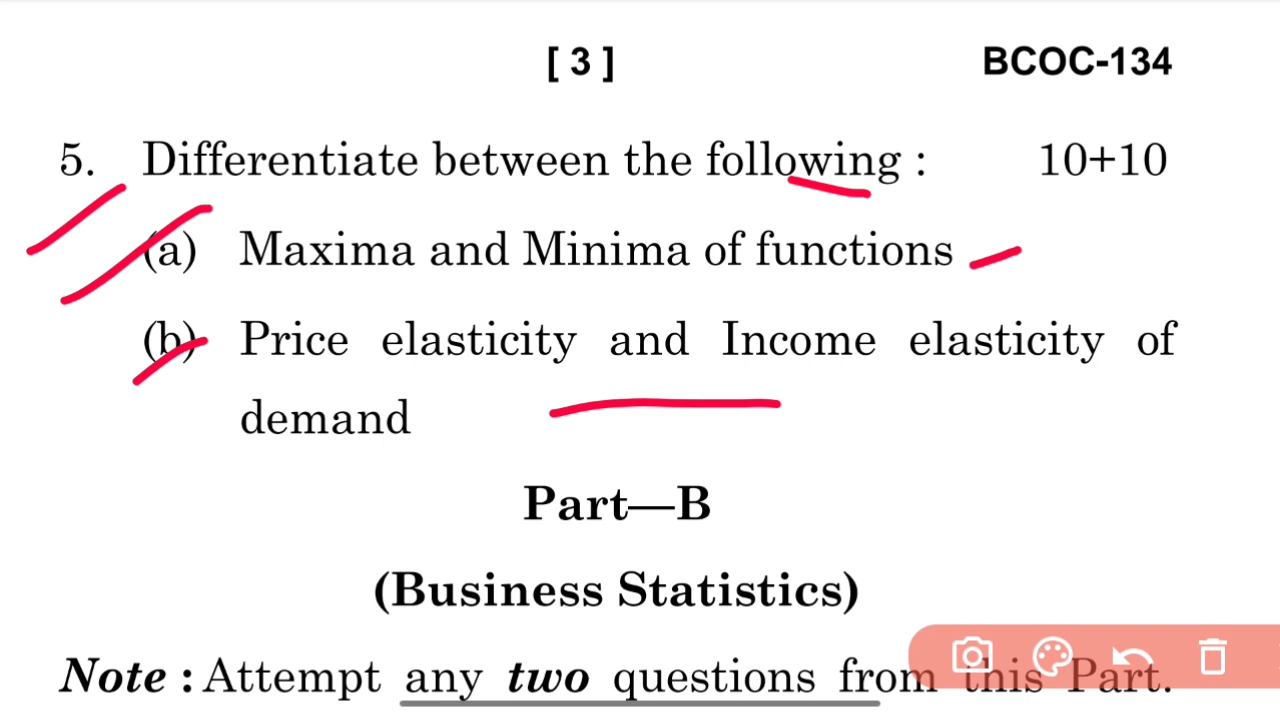 [ 3 ] BCOC-134
5. Differentiate between the following : 10+10
(a) Maxima and Minima of functions
(b) Price elasticity and Income elasticity of
demand
Part—B
(Business Statistics)
Note : Attempt any two questions from this Part.